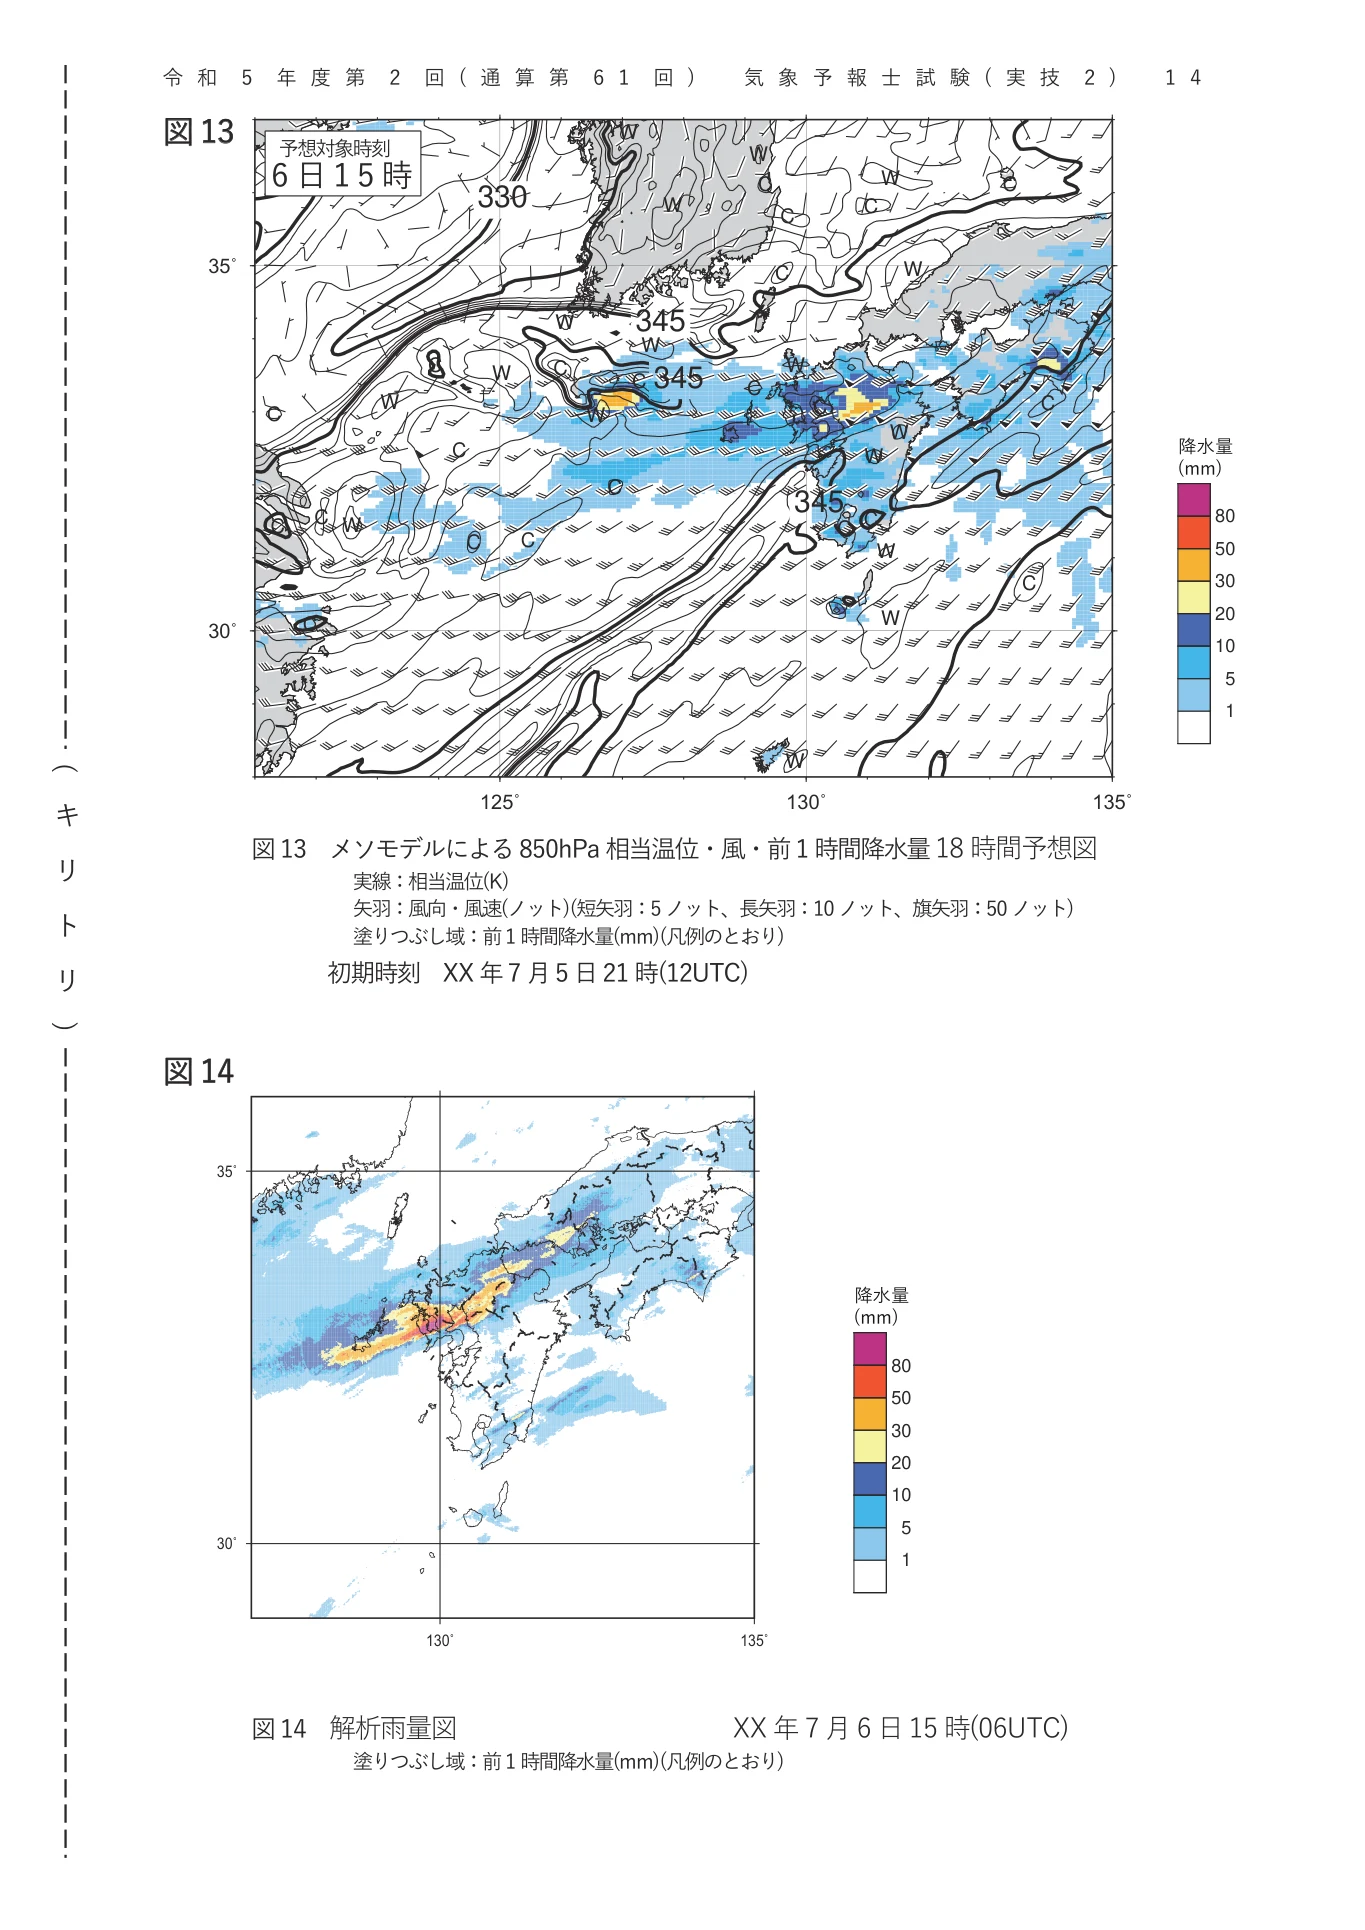 令和5年度第2回(通算第61回) 気象予報士試験(実技2) 14
図13
予想対象時刻
6日15時
330
345
345
345
35°
30°
125°
130°
135°
降水量
(mm)
80
50
30
20
10
5
1
図13 メソモデルによる850hPa相当温位・風・前1時間降水量18時間予想図
実線：相当温位(K)
矢羽：風向・風速(ノット)(短矢羽：5ノット、長矢羽：10ノット、旗矢羽：50ノット)
塗りつぶし域：前1時間降水量(mm)(凡例のとおり)
初期時刻 XX年7月5日21時(12UTC)
(キリトリ)
図14
35°
30°
130°
135°
降水量
(mm)
80
50
30
20
10
5
1
図14 解析雨量図 XX年7月6日15時(06UTC)
塗りつぶし域：前1時間降水量(mm)(凡例のとおり)